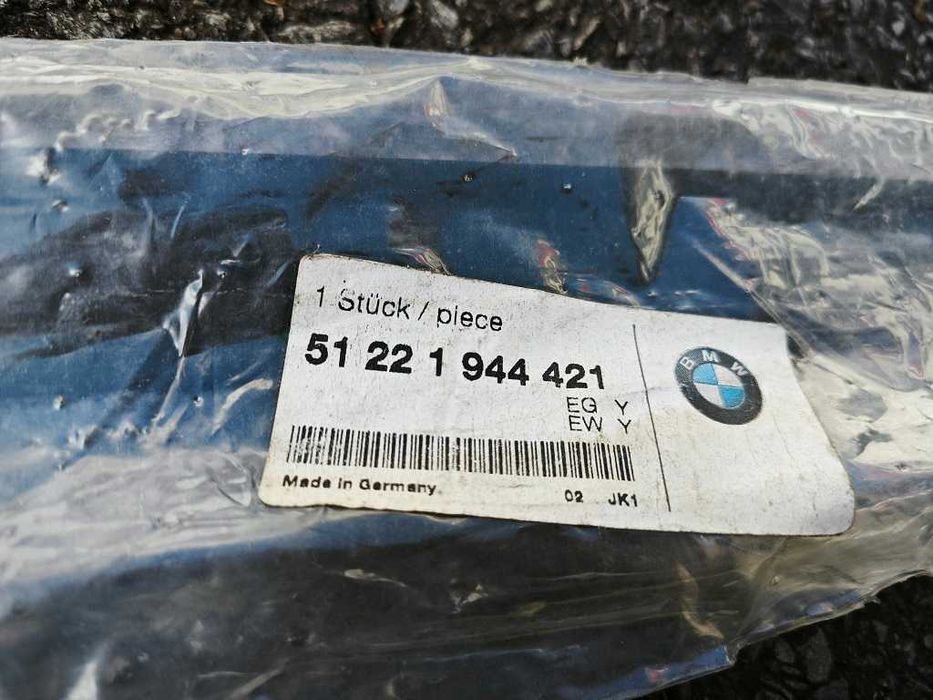 1 Stück / piece
51 22 1 944 421
EG Y
EW Y
Made in Germany
02 JK1
BMW